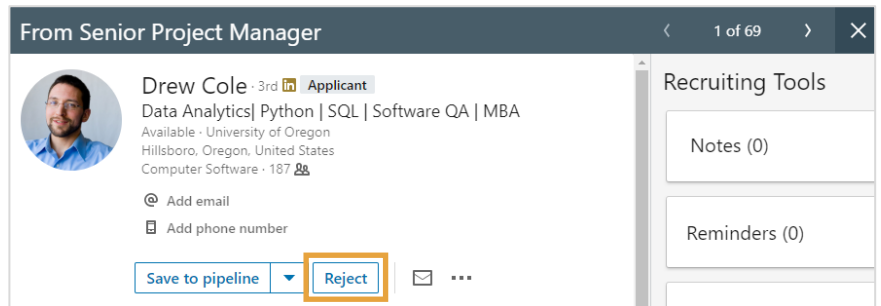 From Senior Project Manager
1 of 69
Drew Cole · 3rd in Applicant
Data Analytics| Python | SQL | Software QA | MBA
Available · University of Oregon
Hillsboro, Oregon, United States
Computer Software · 187
@ Add email
Add phone number
Save to pipeline
Reject
Recruiting Tools
Notes (0)
Reminders (0)